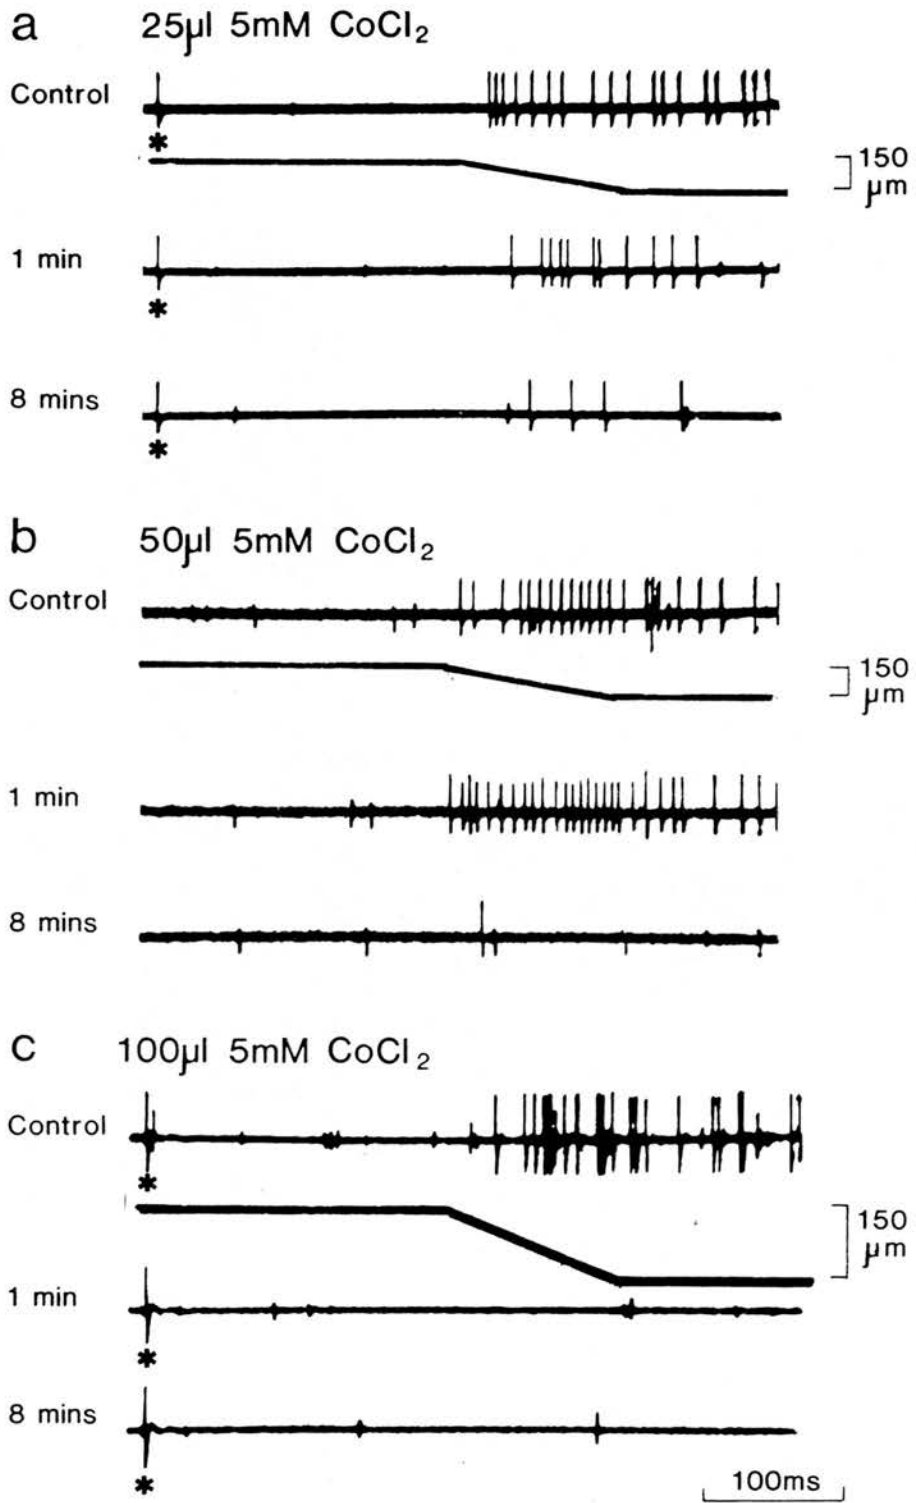 a 25µl 5mM CoCl₂
Control
*
150
µm
1 min
*
8 mins
*
b 50µl 5mM CoCl₂
Control
150
µm
1 min
8 mins
c 100µl 5mM CoCl₂
Control
*
150
µm
1 min
*
8 mins
*
100ms